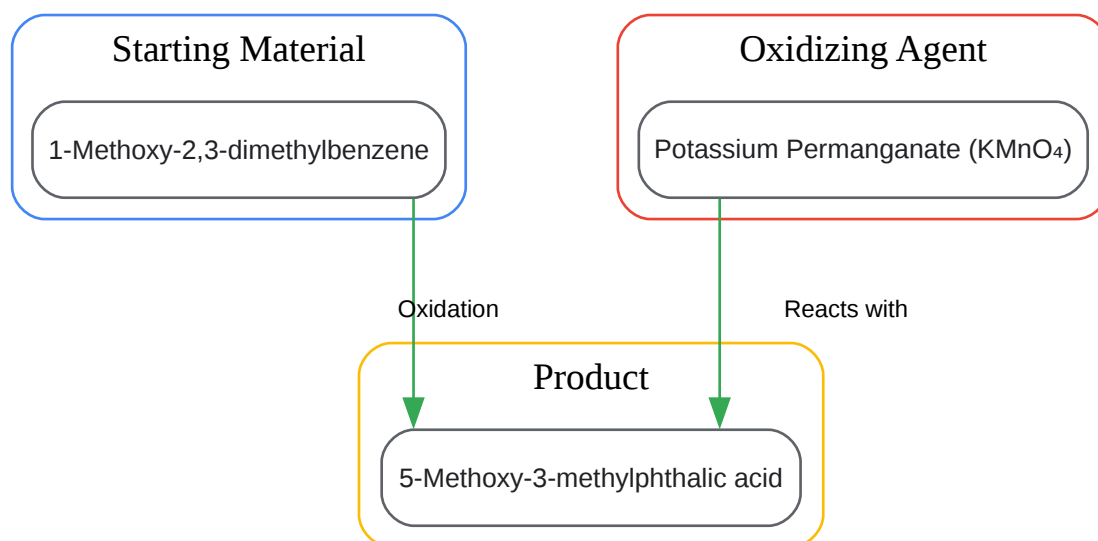 Starting Material
1-Methoxy-2,3-dimethylbenzene
Oxidizing Agent
Potassium Permanganate (KMnO₄)
Oxidation
Reacts with
Product
5-Methoxy-3-methylphthalic acid